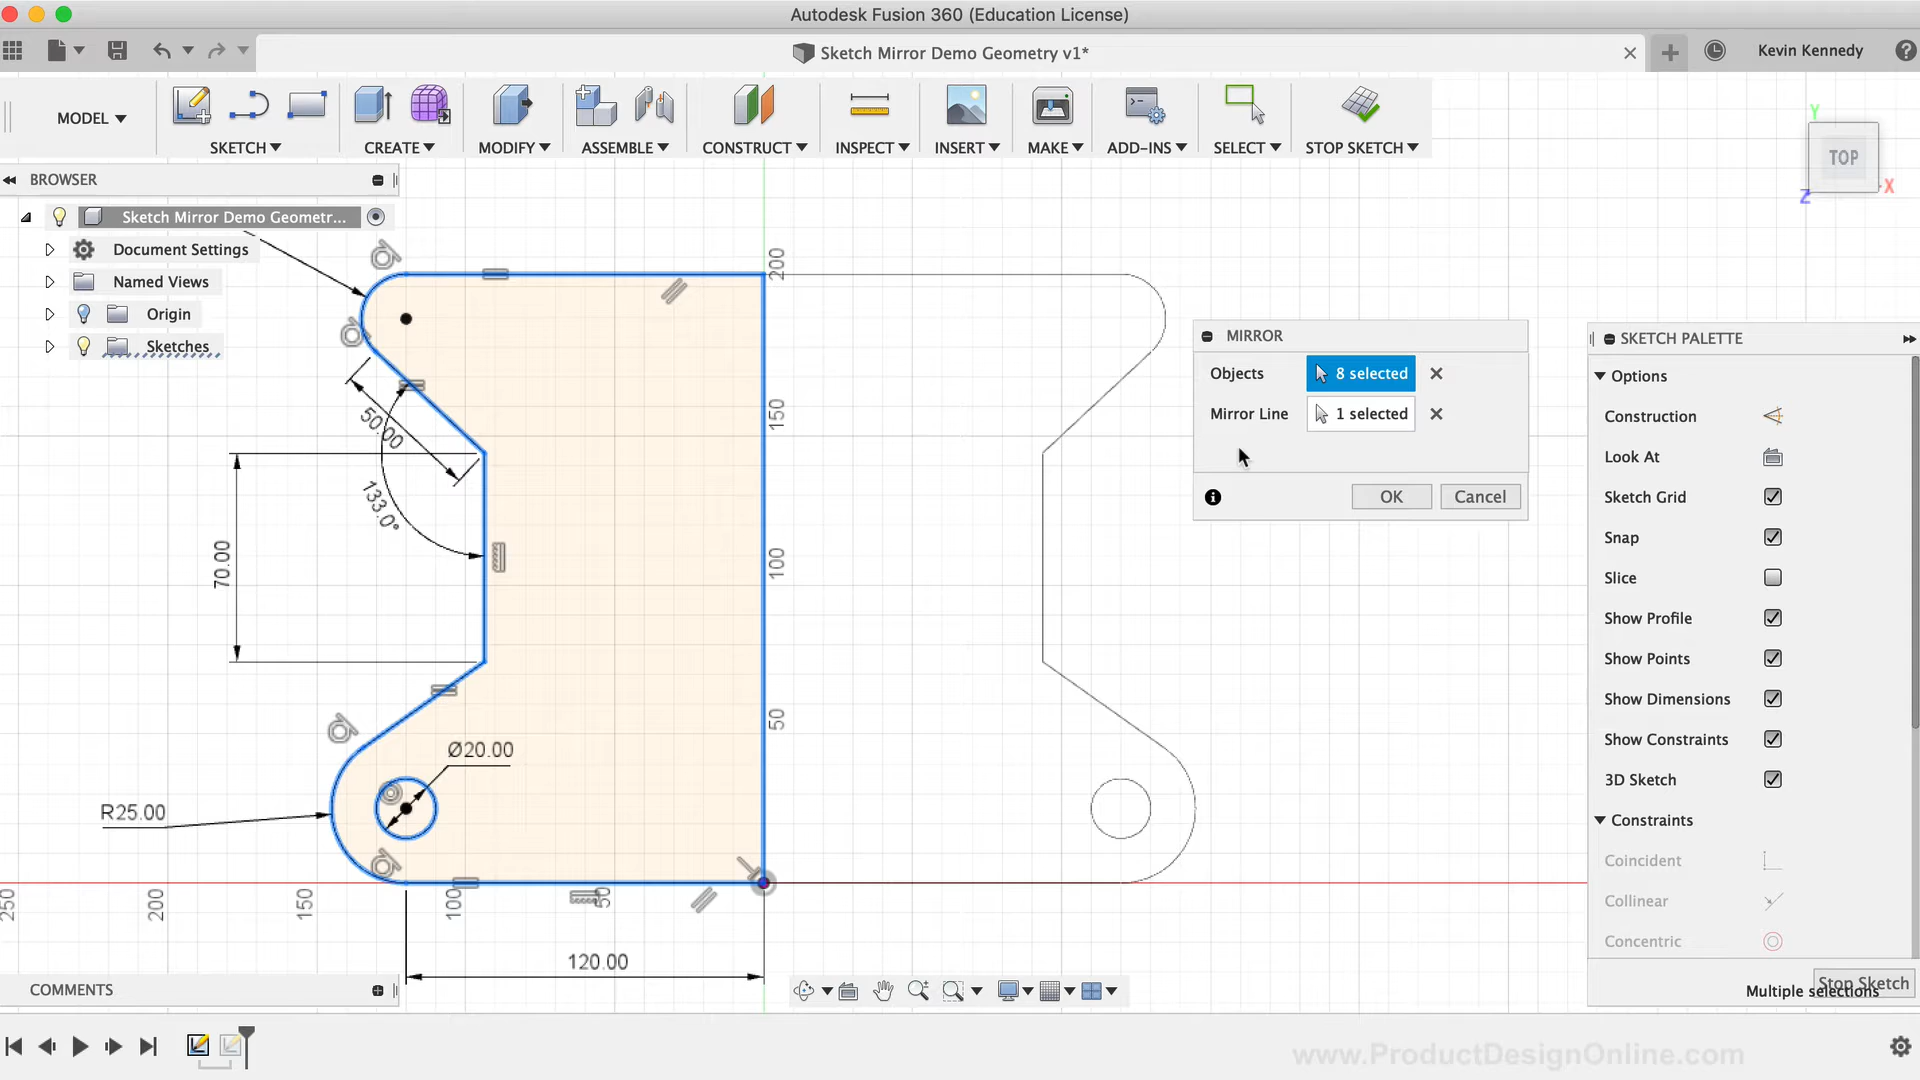 Autodesk Fusion 360 (Education License)
Sketch Mirror Demo Geometry v1*
Kevin Kennedy
MODEL
SKETCH
CREATE
MODIFY
ASSEMBLE
CONSTRUCT
INSPECT
INSERT
MAKE
ADD-INS
SELECT
STOP SKETCH
Y
TOP
X
Z
BROWSER
Sketch Mirror Demo Geometr...
Document Settings
Named Views
Origin
Sketches
200
150
100
50
50.00
133.0°
70.00
Ø20.00
R25.00
250
200
150
100
50
120.00
MIRROR
Objects
8 selected
Mirror Line
1 selected
OK
Cancel
SKETCH PALETTE
Options
Construction
Look At
Sketch Grid
Snap
Slice
Show Profile
Show Points
Show Dimensions
Show Constraints
3D Sketch
Constraints
Coincident
Collinear
Concentric
Stop Sketch
Multiple selections
COMMENTS
www.ProductDesignOnline.com